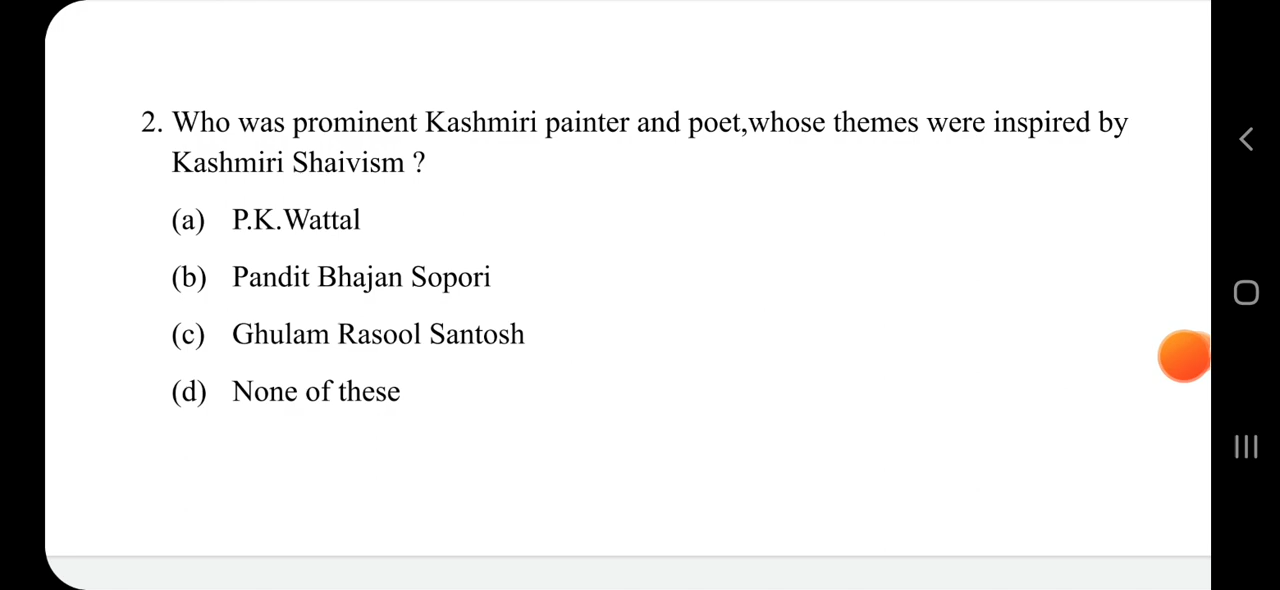 2. Who was prominent Kashmiri painter and poet,whose themes were inspired by
Kashmiri Shaivism ?
(a) P.K.Wattal
(b) Pandit Bhajan Sopori
(c) Ghulam Rasool Santosh
(d) None of these